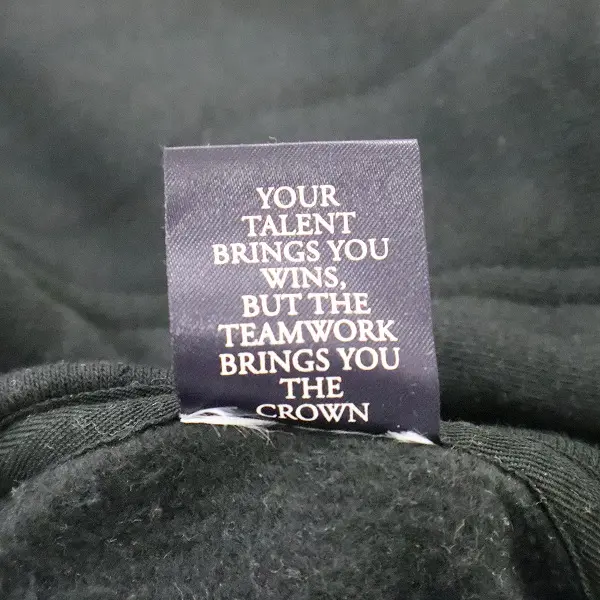 YOUR
TALENT
BRINGS YOU
WINS,
BUT THE
TEAMWORK
BRINGS YOU
THE
CROWN